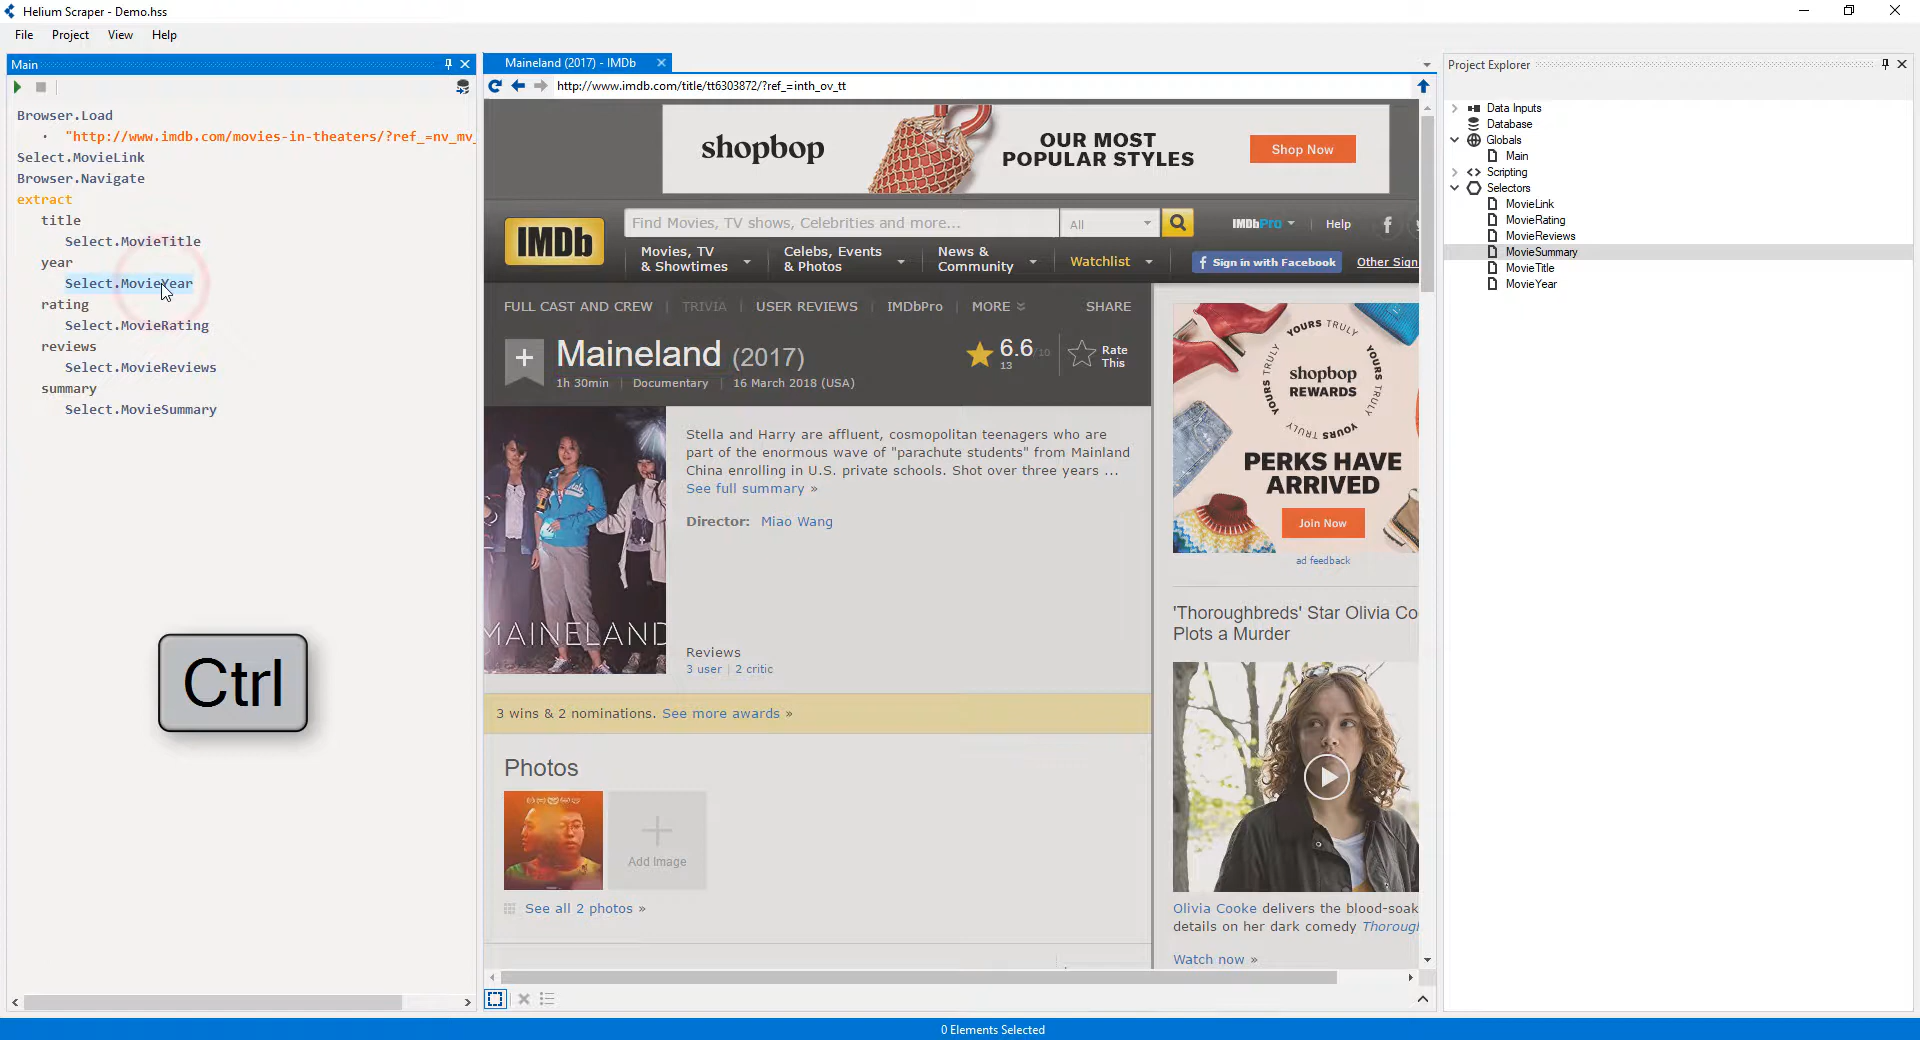 Helium Scraper - Demo.hss
File Project View Help
Main
Browser.Load
"http://www.imdb.com/movies-in-theaters/?ref_=nv_mv_
Select.MovieLink
Browser.Navigate
extract
title
Select.MovieTitle
year
Select.MovieYear
rating
Select.MovieRating
reviews
Select.MovieReviews
summary
Select.MovieSummary
Ctrl
Maineland (2017) - IMDb
http://www.imdb.com/title/tt6303872/?ref_=inth_ov_tt
shopbop
OUR MOST
POPULAR STYLES
Shop Now
IMDb
Find Movies, TV shows, Celebrities and more...
All
IMDbPro
Help
Movies, TV
& Showtimes
Celebs, Events
& Photos
News &
Community
Watchlist
f Sign in with Facebook
Other Sign
FULL CAST AND CREW
TRIVIA
USER REVIEWS
IMDbPro
MORE
SHARE
Maineland (2017)
1h 30min | Documentary | 16 March 2018 (USA)
6.6/10
13
Rate
This
MAINELAND
Stella and Harry are affluent, cosmopolitan teenagers who are
part of the enormous wave of "parachute students" from Mainland
China enrolling in U.S. private schools. Shot over three years ...
See full summary »
Director: Miao Wang
Reviews
3 user | 2 critic
3 wins & 2 nominations. See more awards »
Photos
Add Image
See all 2 photos »
YOURS TRULY
YOURS TRULY
YOURS TRULY
YOURS TRULY
shopbop
REWARDS
PERKS HAVE
ARRIVED
Join Now
ad feedback
'Thoroughbreds' Star Olivia Co
Plots a Murder
Olivia Cooke delivers the blood-soak
details on her dark comedy Thoroug
Watch now »
Project Explorer
Data Inputs
Database
Globals
Main
Scripting
Selectors
MovieLink
MovieRating
MovieReviews
MovieSummary
MovieTitle
MovieYear
0 Elements Selected